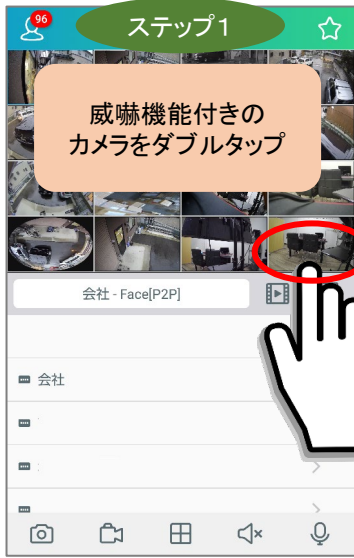 96
ステップ1
威嚇機能付きの
カメラをダブルタップ
会社 - Face[P2P]
会社